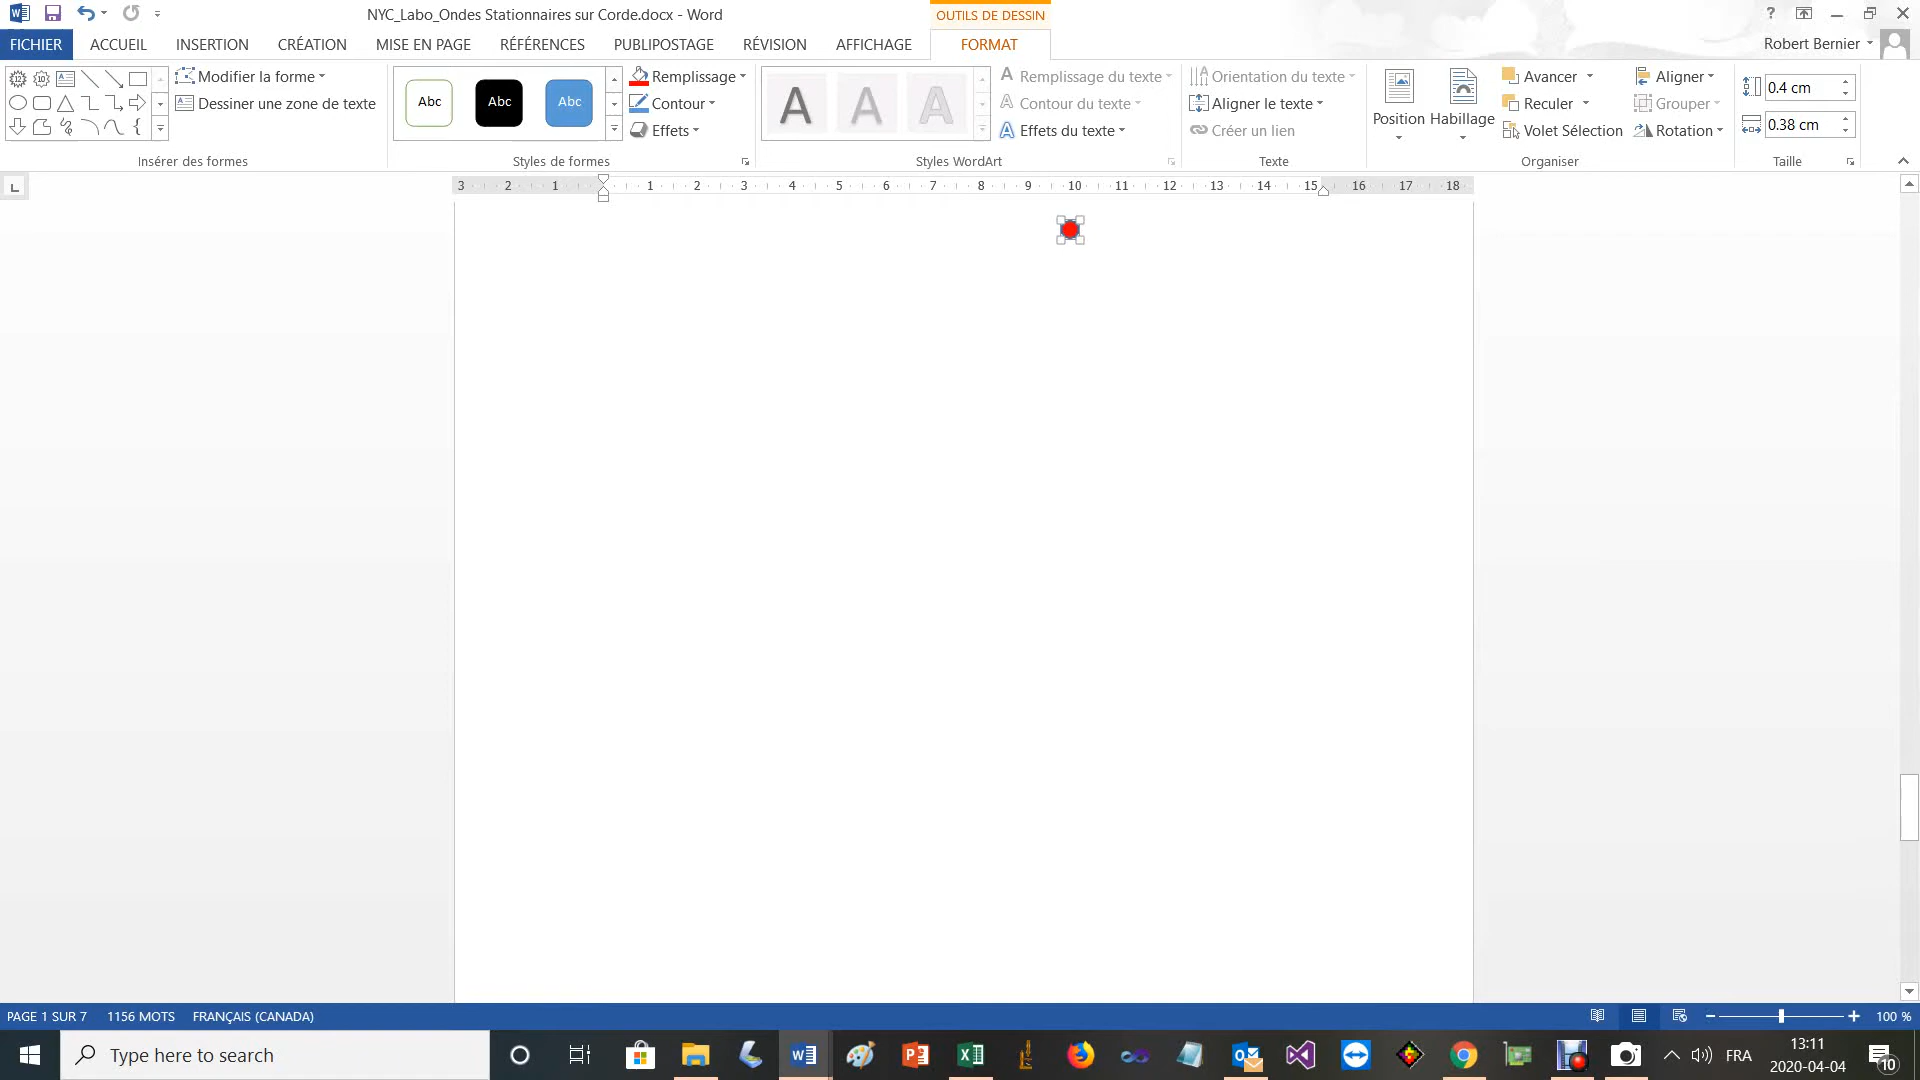 NYC_Labo_Ondes Stationnaires sur Corde.docx - Word
OUTILS DE DESSIN
?
FICHIER ACCUEIL INSERTION CRÉATION MISE EN PAGE RÉFÉRENCES PUBLIPOSTAGE RÉVISION AFFICHAGE FORMAT Robert Bernier
Modifier la forme Remplissage Remplissage du texte Orientation du texte Avancer Aligner 0.4 cm
Abc Abc Abc A A A
Dessiner une zone de texte Contour Contour du texte Aligner le texte Position Habillage Reculer Grouper
Effets Effets du texte Créer un lien Volet Sélection Rotation 0.38 cm
Insérer des formes Styles de formes Styles WordArt Texte Organiser Taille
3 2 1 1 2 3 4 5 6 7 8 9 10 11 12 13 14 15 16 17 18
PAGE 1 SUR 7 1156 MOTS FRANÇAIS (CANADA) 100 %
Type here to search FRA 13:11
2020-04-04 10